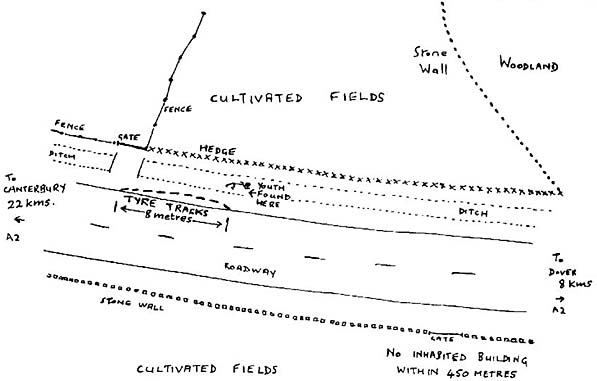 Stone
Wall
WOODLAND
CULTIVATED FIELDS
FENCE
FENCE
GATE
HEDGE
DITCH
YOUTH
FOUND
HERE
DITCH
To
CANTERBURY
22 KMS.
A2
TYRE TRACKS
8 metres
ROADWAY
To
DOVER
8 KMS
A2
STONE WALL
GATE
CULTIVATED FIELDS
NO INHABITED BUILDING
WITHIN 450 METRES